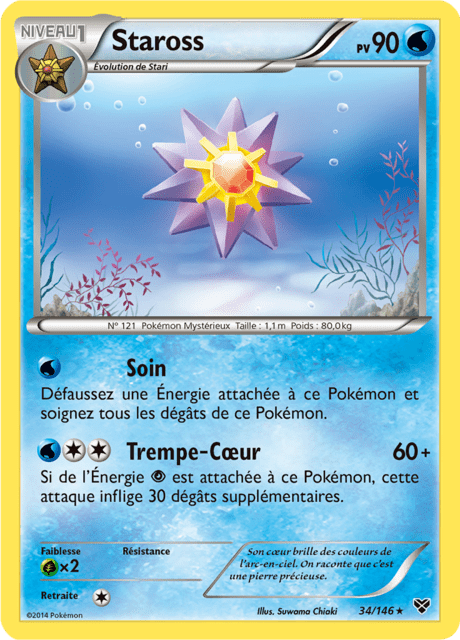 NIVEAU 1
Staross
PV 90
Évolution de Stari
N° 121 Pokémon Mystérieux Taille : 1,1 m Poids : 80,0 kg
Soin
Défaussez une Énergie attachée à ce Pokémon et
soignez tous les dégâts de ce Pokémon.
Trempe-Cœur 60+
Si de l'Énergie est attachée à ce Pokémon, cette
attaque inflige 30 dégâts supplémentaires.
Faiblesse Résistance
×2
Retraite
Son cœur brille des couleurs de
l'arc-en-ciel. On raconte que c'est
une pierre précieuse.
Illus. Suwama Chiaki 34/146 ★
©2014 Pokémon
XY